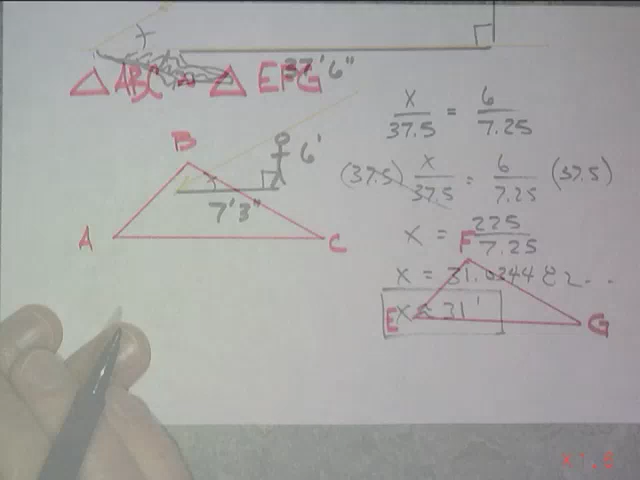 37'6"
△ABC ~ △EFG
B
6'
7'3"
A
C
x/37.5 = 6/7.25
(37.5) x/37.5 = 6/7.25 (37.5)
x = 225/7.25
F
x = 31.034482...
E
x ≈ 31'
G